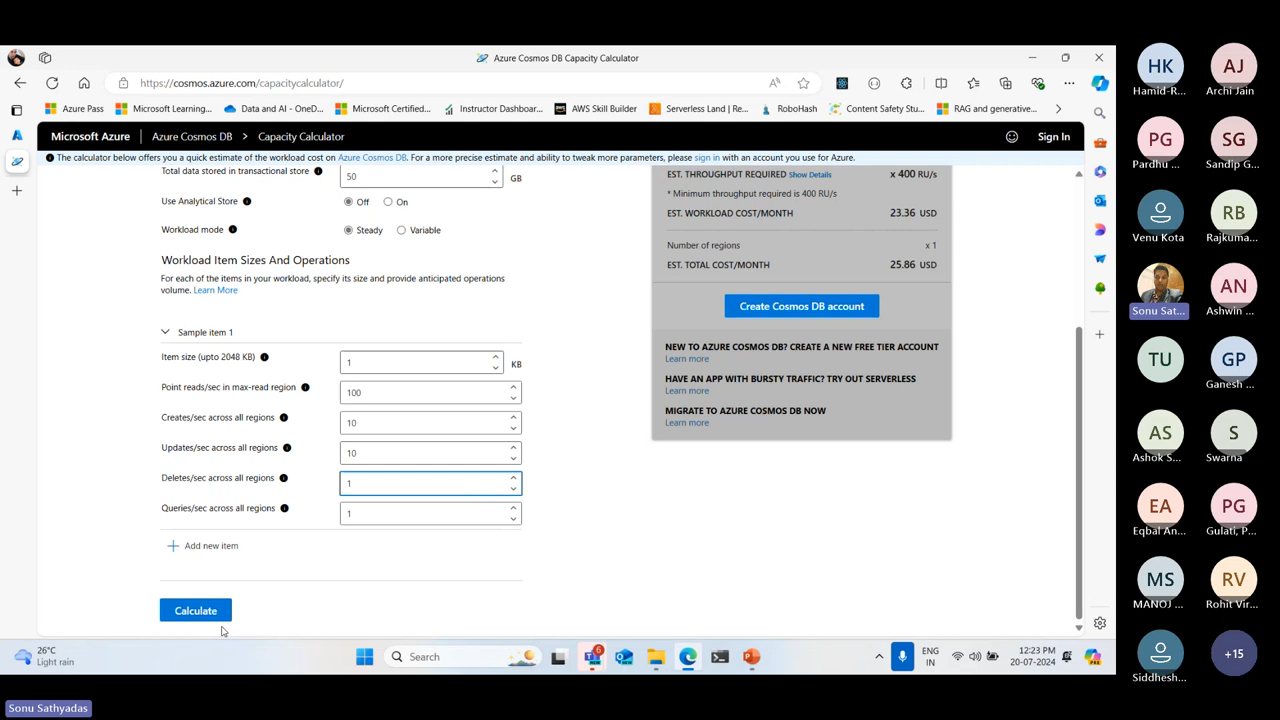 Azure Cosmos DB Capacity Calculator
https://cosmos.azure.com/capacitycalculator/
Azure Pass
Microsoft Learning...
Data and AI - OneD...
Microsoft Certified...
Instructor Dashboar...
aws
AWS Skill Builder
Serverless Land | Re...
RoboHash
Content Safety Stu...
RAG and generative...
Microsoft Azure
Azure Cosmos DB > Capacity Calculator
Sign In
The calculator below offers you a quick estimate of the workload cost on Azure Cosmos DB. For a more precise estimate and ability to tweak more parameters, please sign in with an account you use for Azure.
Total data stored in transactional store
50
GB
Use Analytical Store
Off
On
Workload mode
Steady
Variable
Workload Item Sizes And Operations
For each of the items in your workload, specify its size and provide anticipated operations
volume. Learn More
Sample item 1
Item size (upto 2048 KB)
1
KB
Point reads/sec in max-read region
100
Creates/sec across all regions
10
Updates/sec across all regions
10
Deletes/sec across all regions
1
Queries/sec across all regions
1
Add new item
Calculate
EST. THROUGHPUT REQUIRED Show Details
x 400 RU/s
* Minimum throughput required is 400 RU/s
EST. WORKLOAD COST/MONTH
23.36 USD
Number of regions
x 1
EST. TOTAL COST/MONTH
25.86 USD
Create Cosmos DB account
NEW TO AZURE COSMOS DB? CREATE A NEW FREE TIER ACCOUNT
Learn more
HAVE AN APP WITH BURSTY TRAFFIC? TRY OUT SERVERLESS
Learn more
MIGRATE TO AZURE COSMOS DB NOW
Learn more
26°C
Light rain
Search
6
ENG
IN
12:23 PM
20-07-2024
Sonu Sathyadas
HK
Hamid-R...
AJ
Archi Jain
PG
Pardhu ...
SG
Sandip G...
Venu Kota
RB
Rajkuma...
Sonu Sat...
AN
Ashwin ...
TU
GP
Ganesh ...
AS
Ashok S...
S
Swarna
EA
Eqbal An...
PG
Gulati, P...
MS
MANOJ ...
RV
Rohit Vir...
Siddhesh...
+15